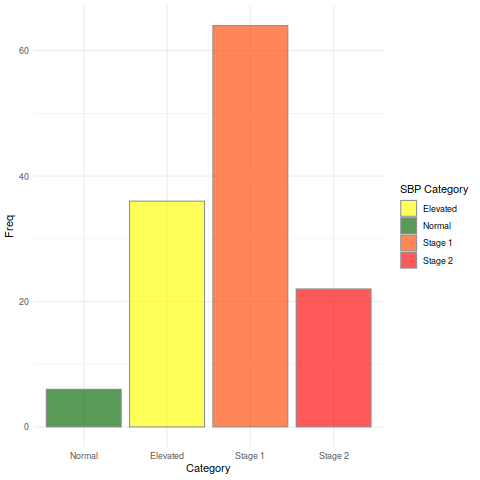 60
40
20
0
Freq
Normal Elevated Stage 1 Stage 2
Category
SBP Category
Elevated
Normal
Stage 1
Stage 2